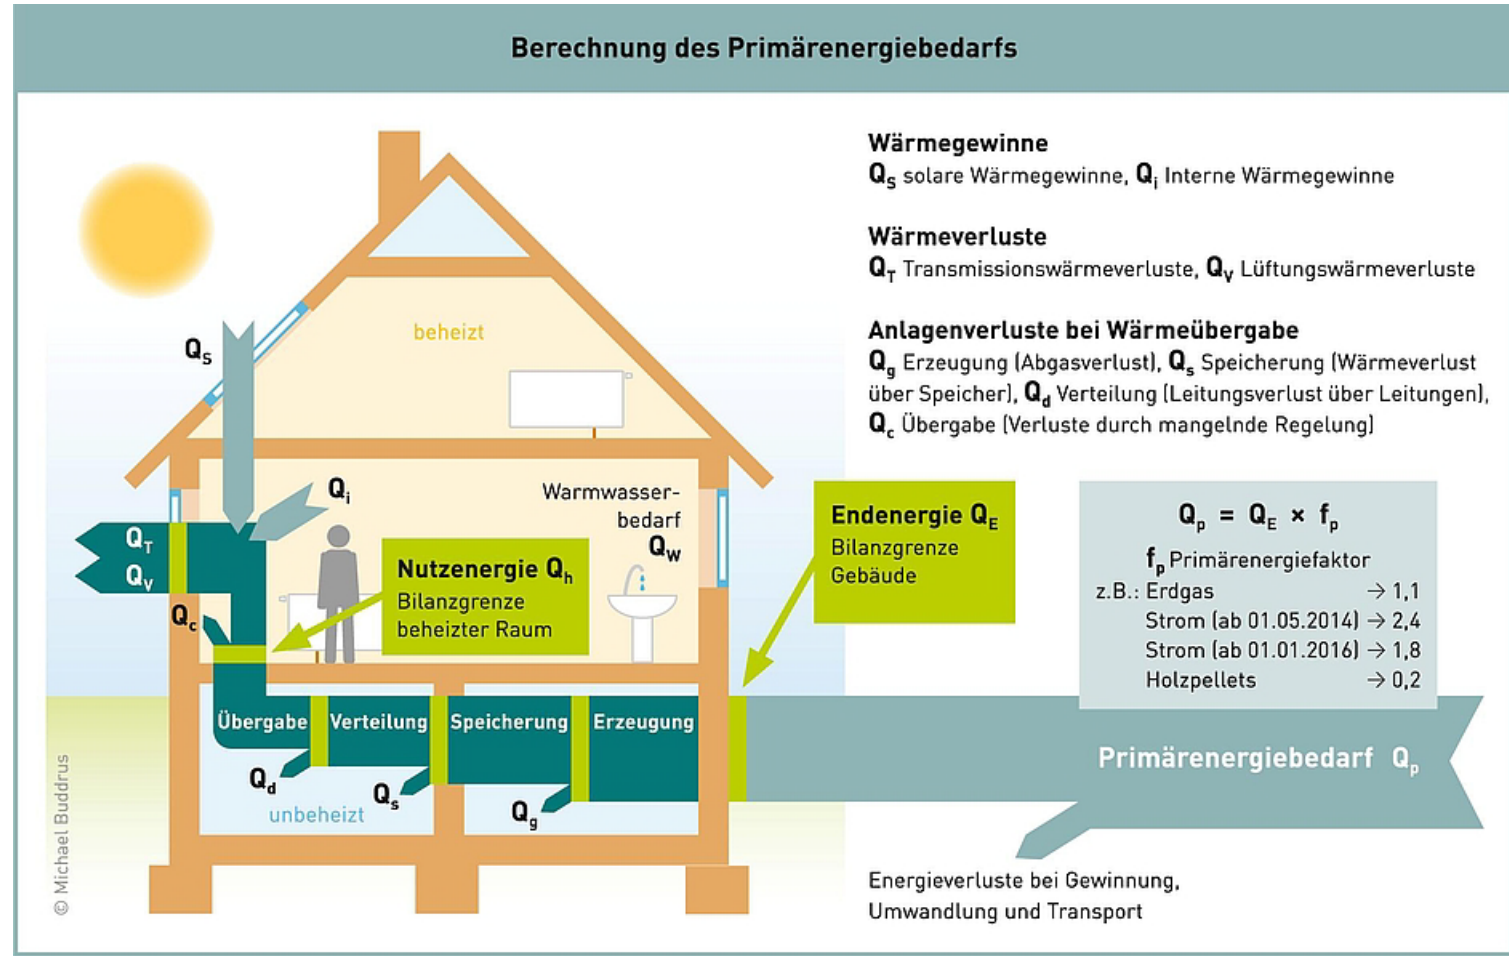 Berechnung des Primärenergiebedarfs
Wärmegewinne
QS solare Wärmegewinne, Qi Interne Wärmegewinne
Wärmeverluste
QT Transmissionswärmeverluste, QV Lüftungswärmeverluste
Anlagenverluste bei Wärmeübergabe
Qg Erzeugung (Abgasverlust), Qs Speicherung (Wärmeverlust
über Speicher), Qd Verteilung (Leitungsverlust über Leitungen),
Qc Übergabe (Verluste durch mangelnde Regelung)
beheizt
QS
Qi
Warmwasser-
bedarf
QW
QT
QV
Qc
Nutzenergie Qh
Bilanzgrenze
beheizter Raum
Endenergie QE
Bilanzgrenze
Gebäude
Qp = QE × fp
fp Primärenergiefaktor
z.B.: Erdgas → 1,1
Strom (ab 01.05.2014) → 2,4
Strom (ab 01.01.2016) → 1,8
Holzpellets → 0,2
Übergabe
Verteilung
Speicherung
Erzeugung
Primärenergiebedarf Qp
Qd
Qs
Qg
unbeheizt
Energieverluste bei Gewinnung,
Umwandlung und Transport
© Michael Buddrus